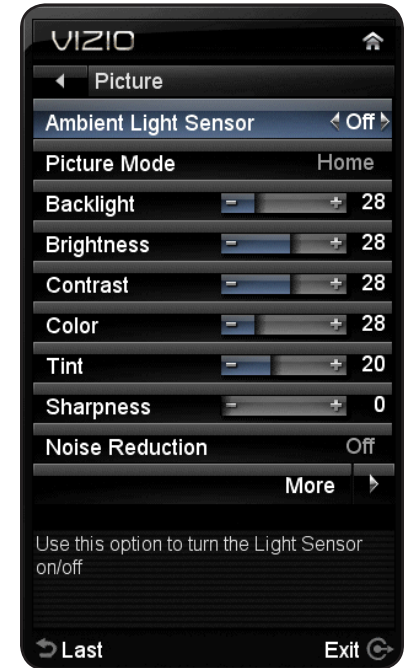 VIZIO
Picture
Ambient Light Sensor Off
Picture Mode Home
Backlight - + 28
Brightness - + 28
Contrast - + 28
Color - + 28
Tint - + 20
Sharpness - + 0
Noise Reduction Off
More
Use this option to turn the Light Sensor
on/off
Last Exit